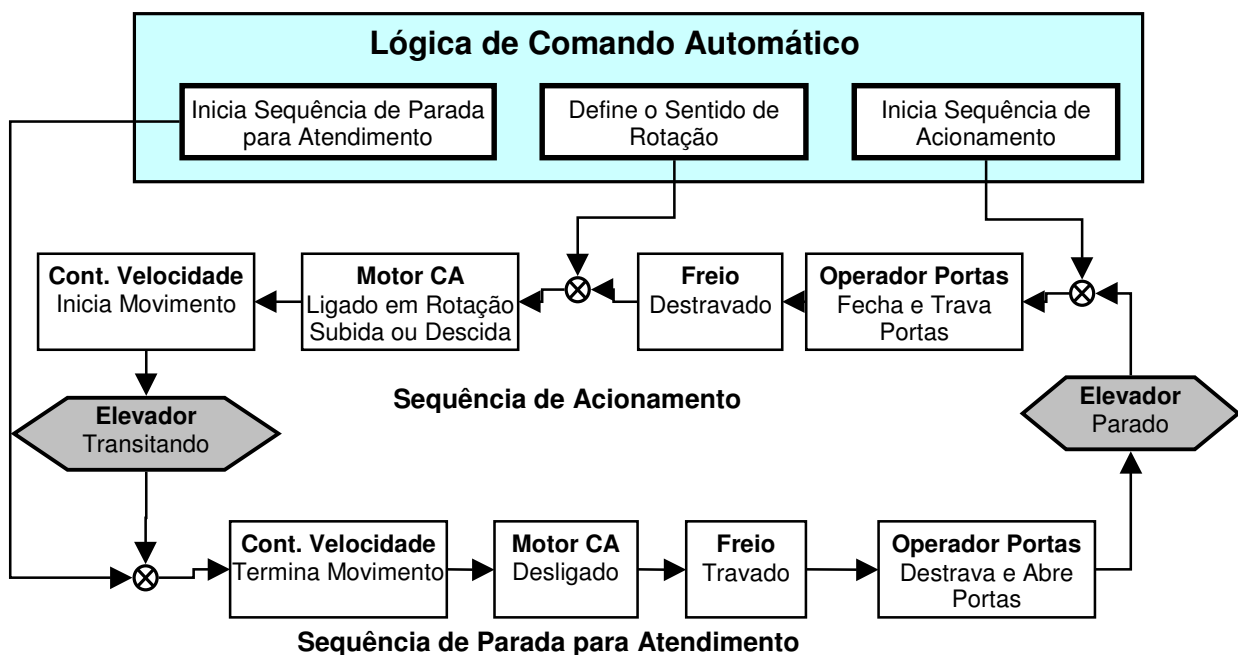 Lógica de Comando Automático
Inicia Sequência de Parada
para Atendimento
Define o Sentido de
Rotação
Inicia Sequência de
Acionamento
Cont. Velocidade
Inicia Movimento
Motor CA
Ligado em Rotação
Subida ou Descida
Freio
Destravado
Operador Portas
Fecha e Trava
Portas
Sequência de Acionamento
Elevador
Transitando
Elevador
Parado
Cont. Velocidade
Termina Movimento
Motor CA
Desligado
Freio
Travado
Operador Portas
Destrava e Abre
Portas
Sequência de Parada para Atendimento